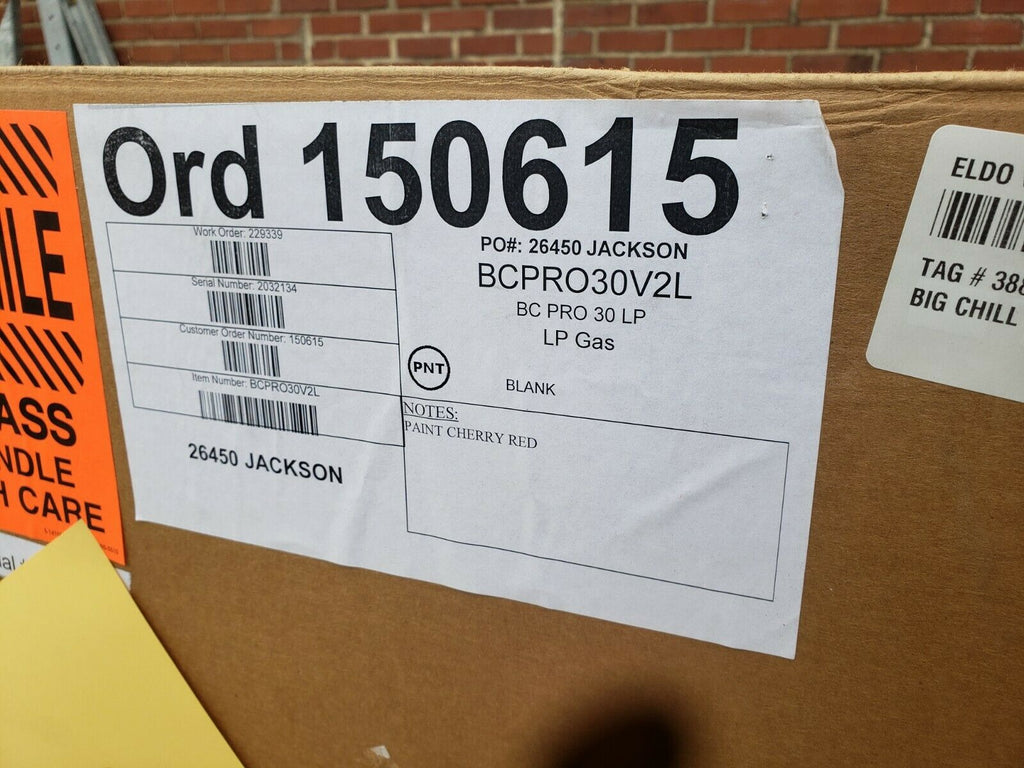 Ord 150615
Work Order: 229339
Serial Number: 2032134
Customer Order Number: 150615
Item Number: BCPRO30V2L
26450 JACKSON
PO#: 26450 JACKSON
BCPRO30V2L
BC PRO 30 LP
LP Gas
PNT
BLANK
NOTES:
PAINT CHERRY RED
ILE
ASS
NDLE
H CARE
ELDO
TAG # 388
BIG CHILL